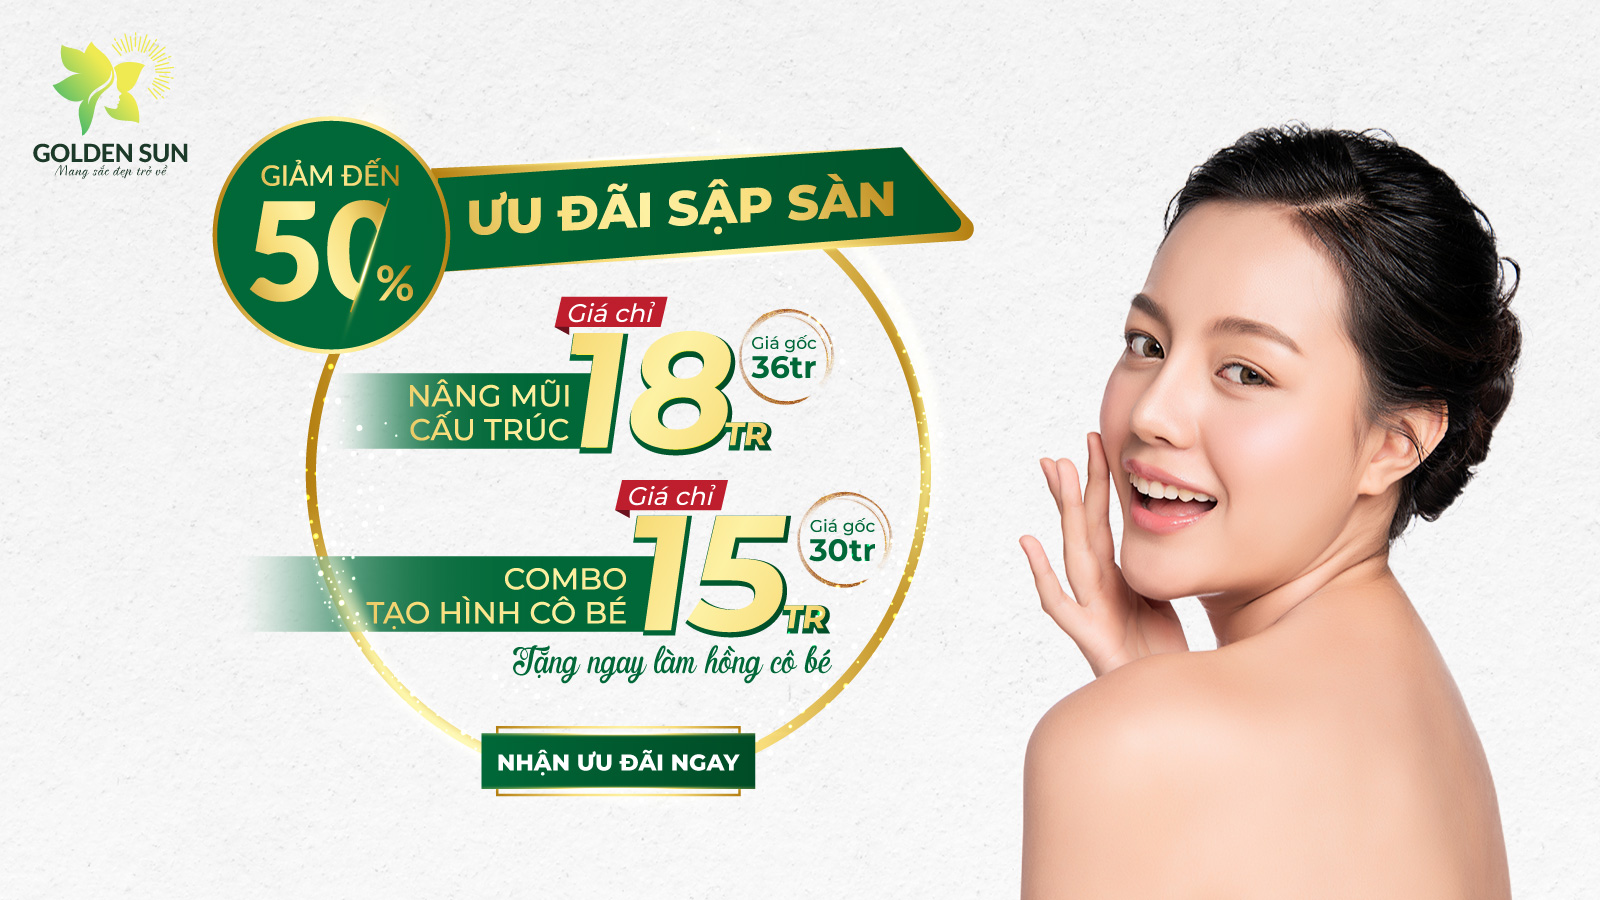 GOLDEN SUN
Mang sắc đẹp trở về
GIẢM ĐẾN
50%
ƯU ĐÃI SẬP SÀN
Giá chỉ
NÂNG MŨI
CẤU TRÚC
18TR
Giá gốc
36tr
Giá chỉ
COMBO
TẠO HÌNH CÔ BÉ
15TR
Giá gốc
30tr
Tặng ngay làm hồng cô bé
NHẬN ƯU ĐÃI NGAY